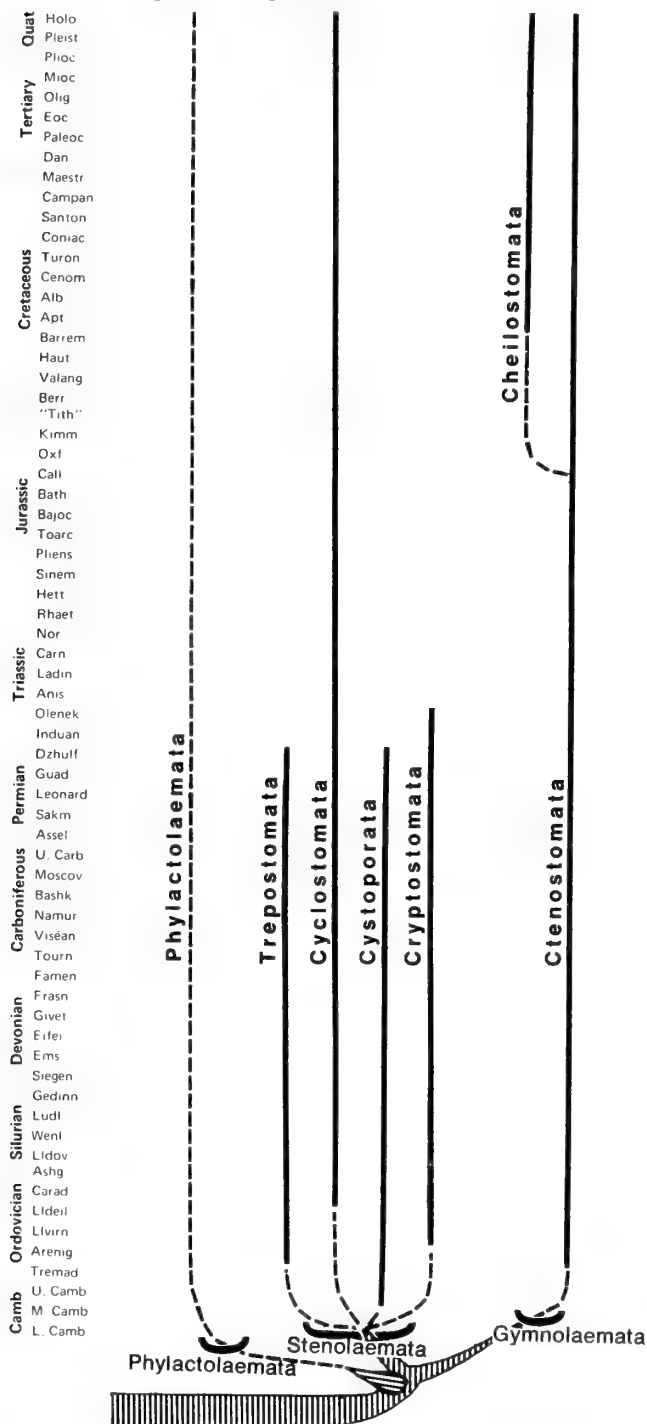 Quat
Tertiary
Cretaceous
Jurassic
Triassic
Permian
Carboniferous
Devonian
Silurian
Ordovician
Camb
Holo
Pleist
Plioc
Mioc
Olig
Eoc
Paleoc
Dan
Maestr
Campan
Santon
Coniac
Turon
Cenom
Alb
Apt
Barrem
Haut
Valang
Berr
"Tith"
Kimm
Oxf
Call
Bath
Bajoc
Toarc
Pliens
Sinem
Hett
Rhaet
Nor
Carn
Ladin
Anis
Olenek
Induan
Dzhulf
Guad
Leonard
Sakm
Assel
U. Carb
Moscov
Bashk
Namur
Viséan
Tourn
Famen
Frasn
Givet
Eifel
Ems
Siegen
Gedinn
Ludl
Wenl
Lldov
Ashg
Carad
Lldeil
Llvirn
Arenig
Tremad
U. Camb
M Camb
L. Camb
Phylactolaemata
Trepostomata
Cyclostomata
Cystoporata
Cryptostomata
Cheilostomata
Ctenostomata
Phylactolaemata
Stenolaemata
Gymnolaemata